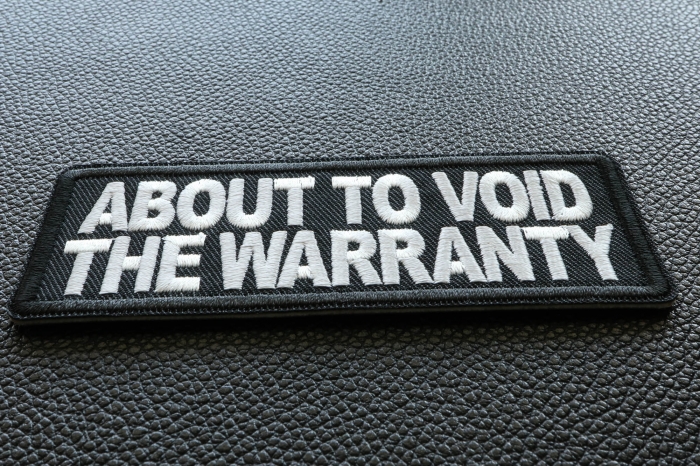 ABOUT TO VOID
THE WARRANTY